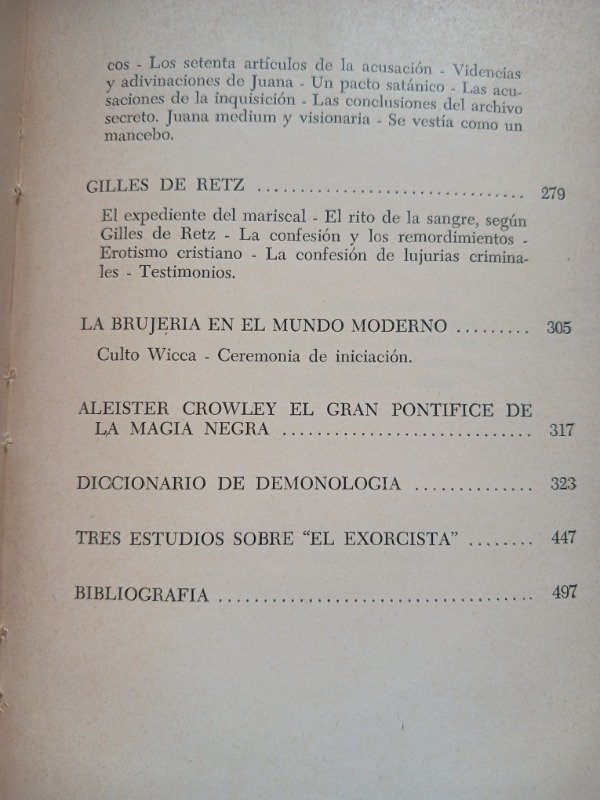 cos - Los setenta artículos de la acusación - Videncias
y adivinaciones de Juana - Un pacto satánico - Las acu-
saciones de la inquisición - Las conclusiones del archivo
secreto. Juana medium y visionaria - Se vestía como un
mancebo.
GILLES DE RETZ ................................ 279
El expediente del mariscal - El rito de la sangre, según
Gilles de Retz - La confesión y los remordimientos -
Erotismo cristiano - La confesión de lujurias crimina-
les - Testimonios.
LA BRUJERIA EN EL MUNDO MODERNO ......... 305
Culto Wicca - Ceremonia de iniciación.
ALEISTER CROWLEY EL GRAN PONTIFICE DE
LA MAGIA NEGRA .............................. 317
DICCIONARIO DE DEMONOLOGIA .............. 323
TRES ESTUDIOS SOBRE "EL EXORCISTA" ........ 447
BIBLIOGRAFIA ..................................... 497